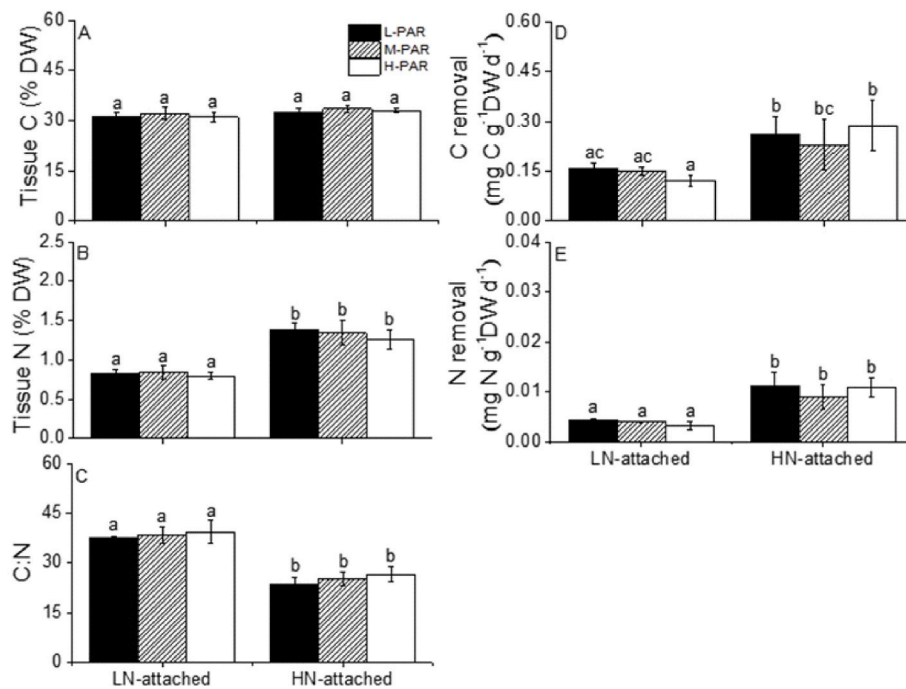 A
L-PAR
M-PAR
H-PAR
Tissue C (% DW)
60
45
30
15
0
a a a a a a
B
Tissue N (% DW)
2.5
2.0
1.5
1.0
0.5
0.0
a a a b b b
C
C:N
60
45
30
15
0
a a a b b b
LN-attached HN-attached
D
C removal
(mg C g⁻¹DW d⁻¹)
0.60
0.45
0.30
0.15
0.00
ac ac a b bc b
E
N removal
(mg N g⁻¹DW d⁻¹)
0.04
0.03
0.02
0.01
0.00
a a a b b b
LN-attached HN-attached